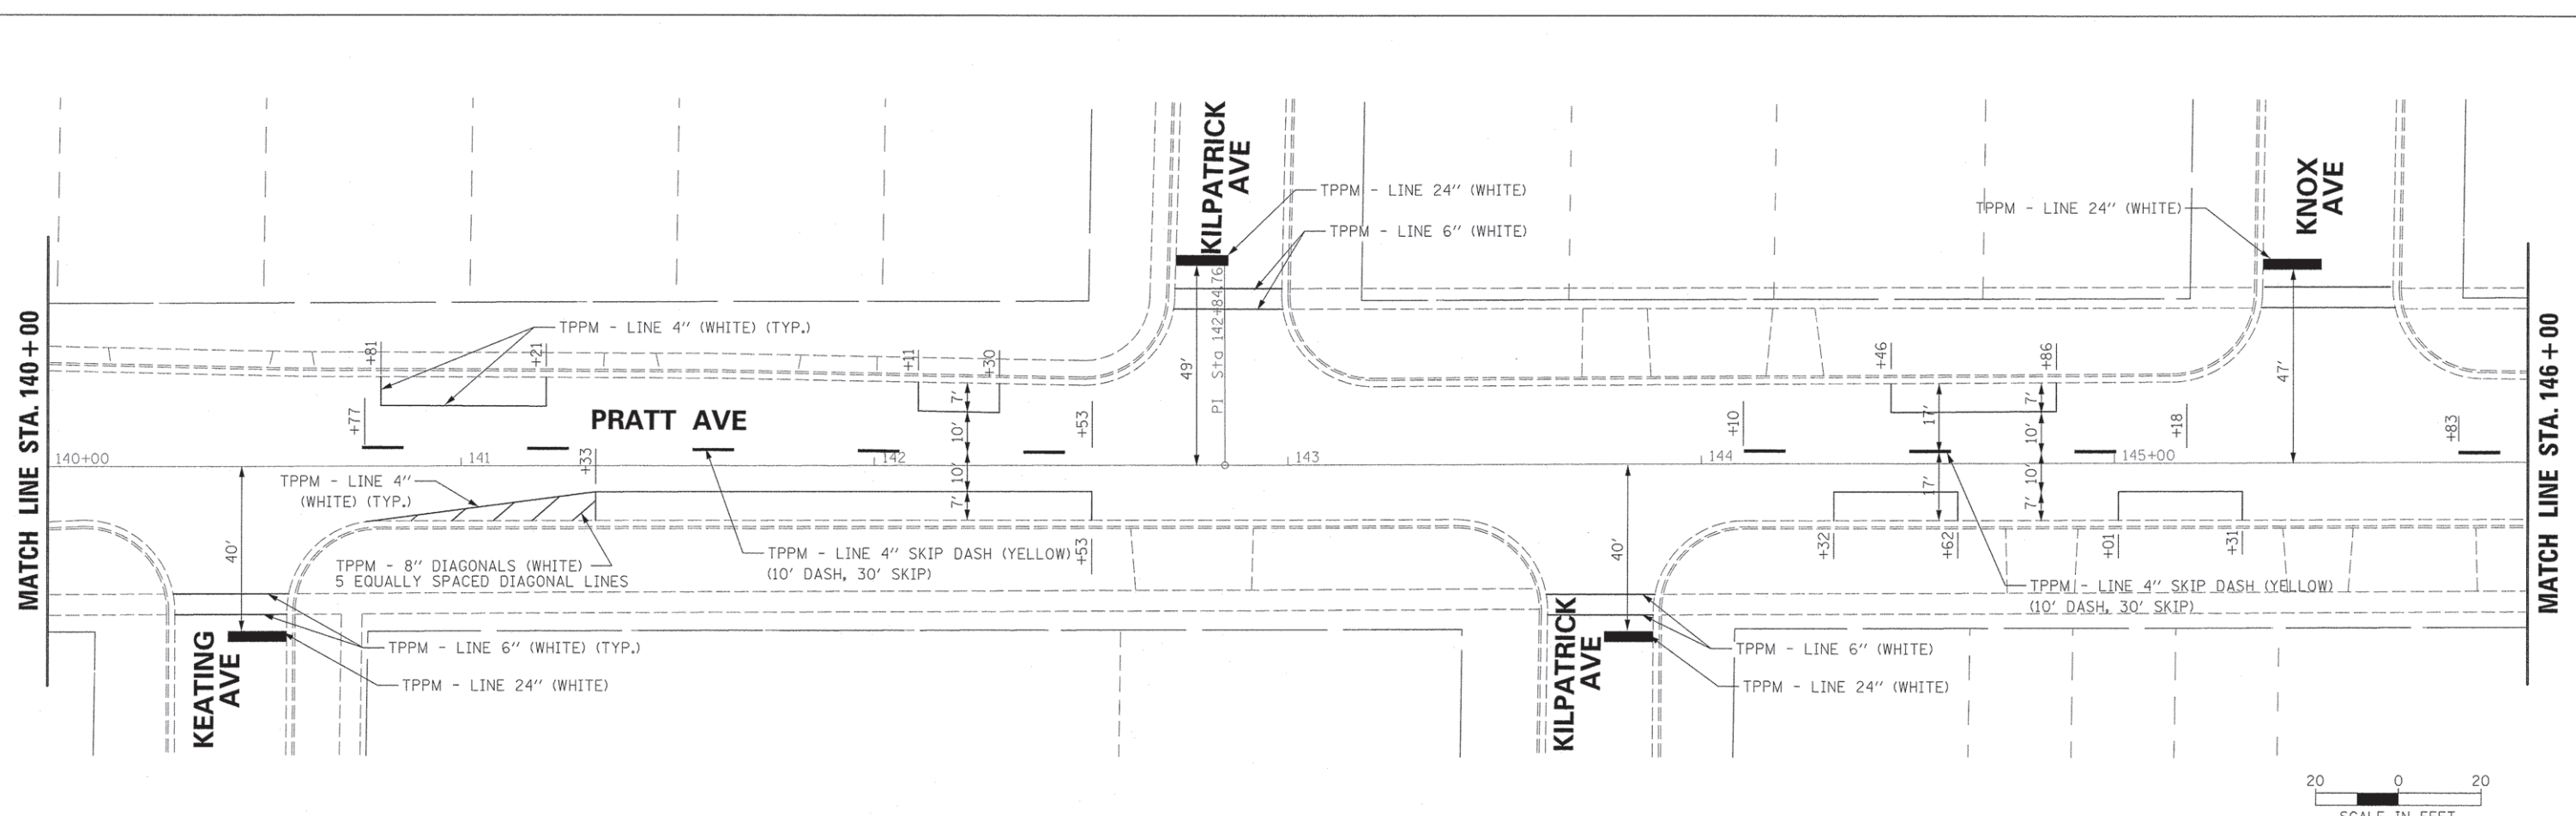 MATCH LINE STA. 140+00
KILPATRICK
AVE
TPPM - LINE 24" (WHITE)
TPPM - LINE 6" (WHITE)
TPPM - LINE 24" (WHITE)
KNOX
AVE
MATCH LINE STA. 146+00
TPPM - LINE 4" (WHITE) (TYP.)
+81
+21
+11
+30
PI Sta 142+84.76
49'
+46
+86
47'
+77
PRATT AVE
7'
10'
+53
+10
17'
7'
10'
+18
+83
140+00
141
+33
142
143
144
145+00
TPPM - LINE 4"
(WHITE) (TYP.)
10'
7'
17'
10'
7'
40'
40'
TPPM - 8" DIAGONALS (WHITE)
5 EQUALLY SPACED DIAGONAL LINES
TPPM - LINE 4" SKIP DASH (YELLOW)
(10' DASH, 30' SKIP)
+53
+32
+62
+01
+31
TPPM - LINE 4" SKIP DASH (YELLOW)
(10' DASH, 30' SKIP)
KEATING
AVE
TPPM - LINE 6" (WHITE) (TYP.)
TPPM - LINE 24" (WHITE)
KILPATRICK
AVE
TPPM - LINE 6" (WHITE)
TPPM - LINE 24" (WHITE)
20 0 20
SCALE IN FEET